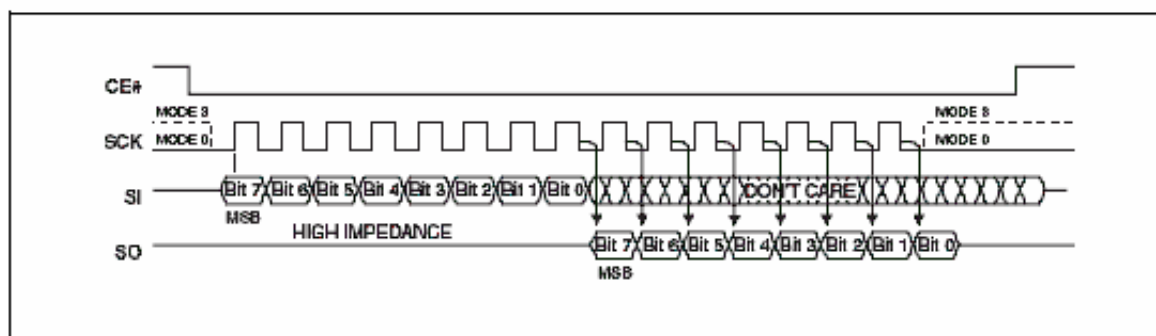 CE#
MODE 3 MODE 3
SCK MODE 0 MODE 0
SI Bit 7 Bit 6 Bit 5 Bit 4 Bit 3 Bit 2 Bit 1 Bit 0 DON'T CARE
MSB
HIGH IMPEDANCE
SO Bit 7 Bit 6 Bit 5 Bit 4 Bit 3 Bit 2 Bit 1 Bit 0
MSB